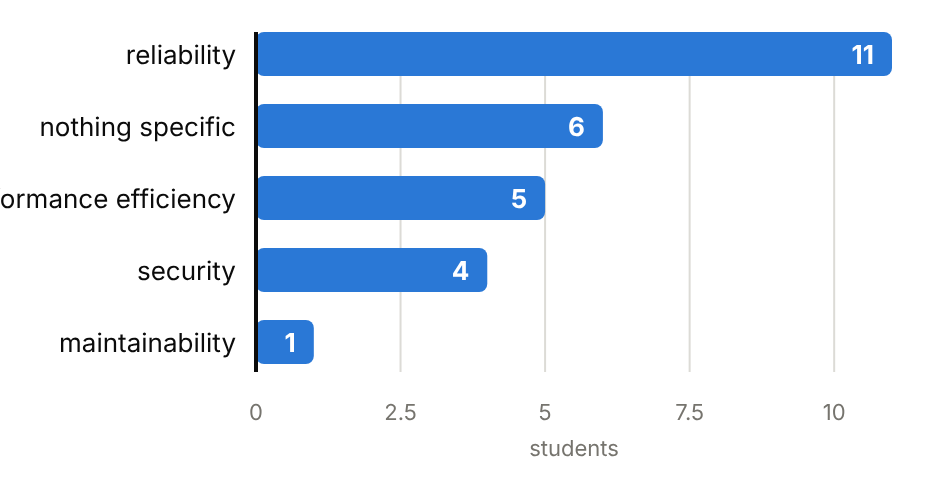 reliability 11
nothing specific 6
ormance efficiency 5
security 4
maintainability 1
0 2.5 5 7.5 10
students